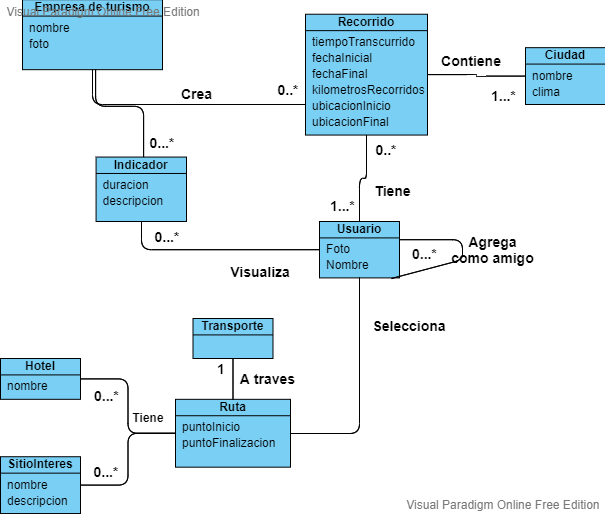 Empresa de turismo
Visual Paradigm Online Free Edition
nombre
foto
Recorrido
tiempoTranscurrido
fechaInicial
fechaFinal
kilometrosRecorridos
ubicacionInicio
ubicacionFinal
Contiene
1...*
Ciudad
nombre
clima
Crea
0..*
0...*
Indicador
duracion
descripcion
0..*
Tiene
1...*
Usuario
Foto
Nombre
0...*
Visualiza
0...*
Agrega
como amigo
Selecciona
Transporte
1
A traves
Hotel
nombre
0...*
Tiene
Ruta
puntoInicio
puntoFinalizacion
0...*
SitioInteres
nombre
descripcion
Visual Paradigm Online Free Edition